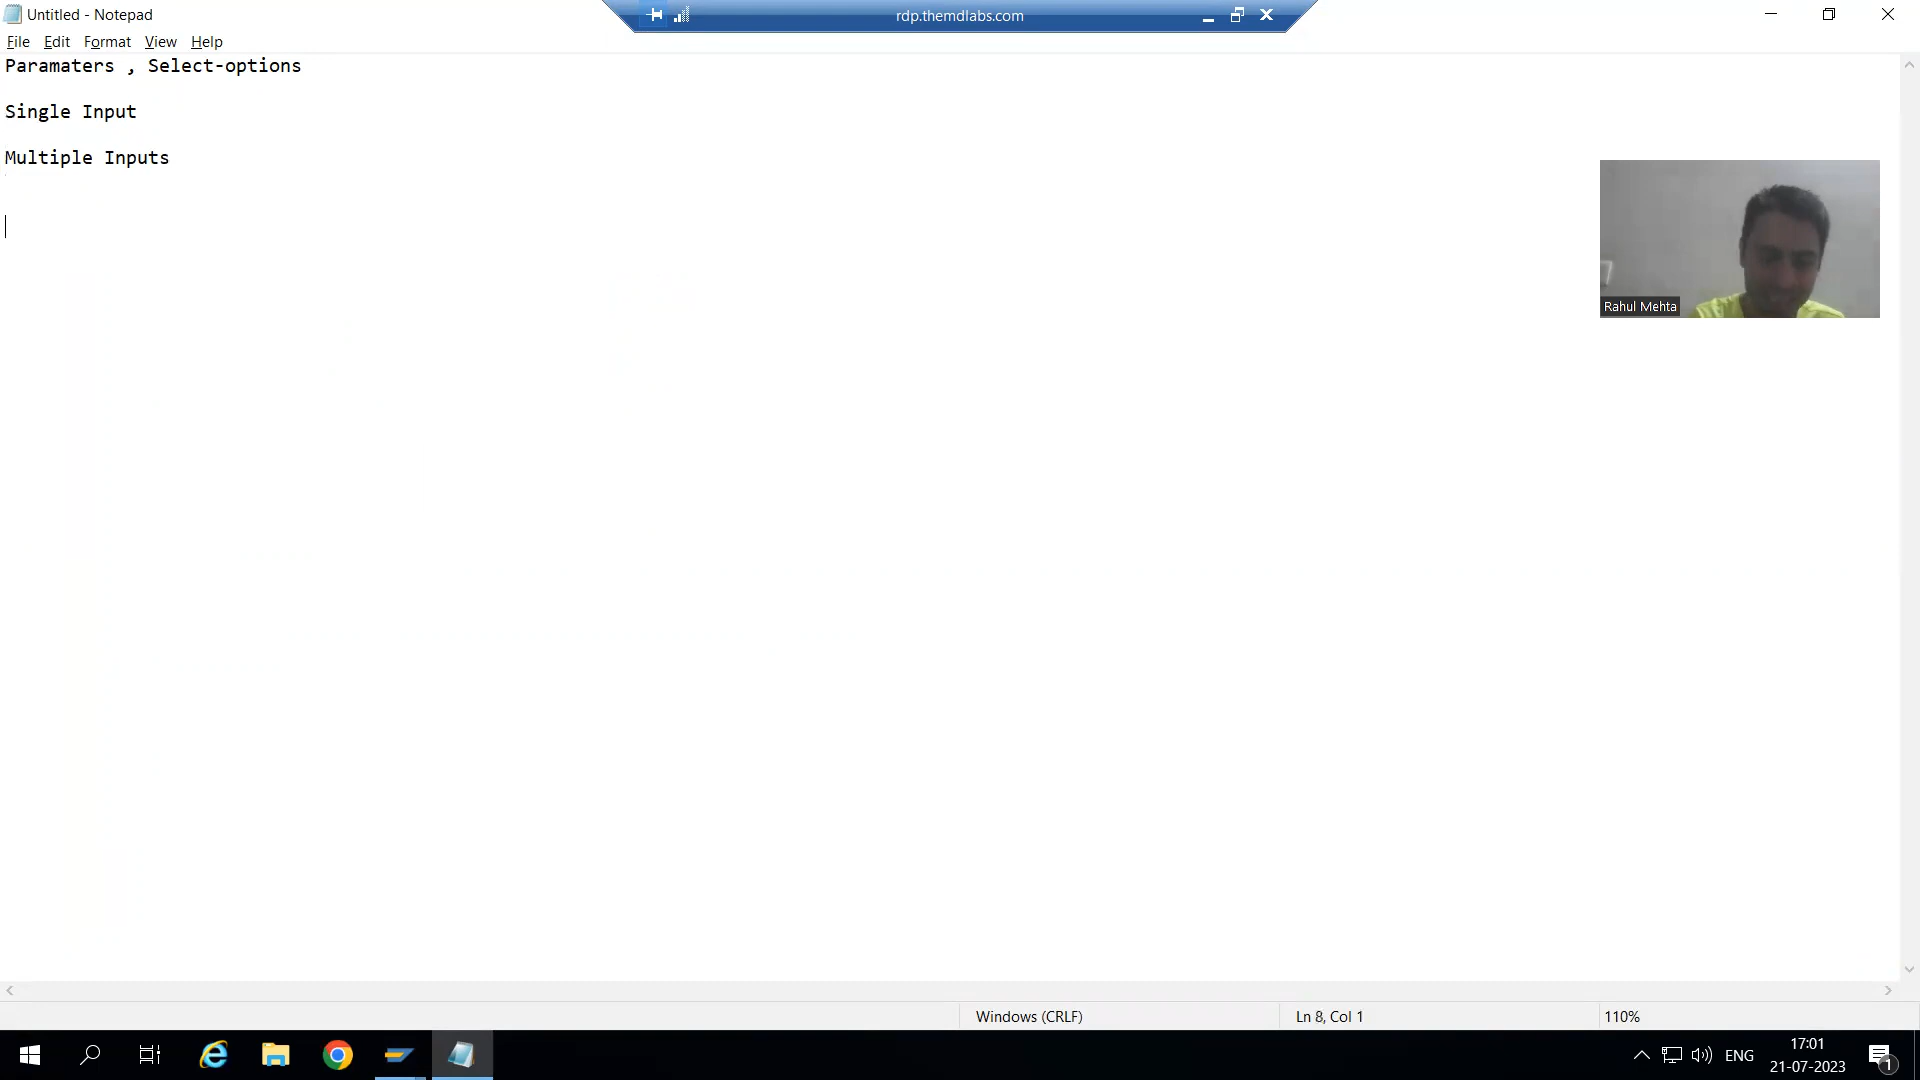 Untitled - Notepad
rdp.themdlabs.com
File Edit Format View Help
Paramaters , Select-options
Single Input
Multiple Inputs
Rahul Mehta
Windows (CRLF)
Ln 8, Col 1
110%
ENG
17:01
21-07-2023
1